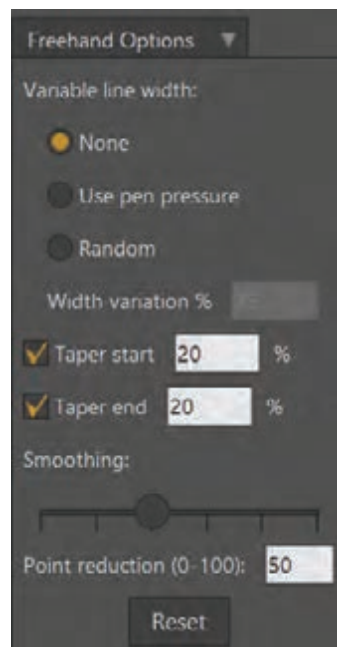 Freehand Options
Variable line width:
None
Use pen pressure
Random
Width variation %
Taper start 20 %
Taper end 20 %
Smoothing:
Point reduction (0-100): 50
Reset